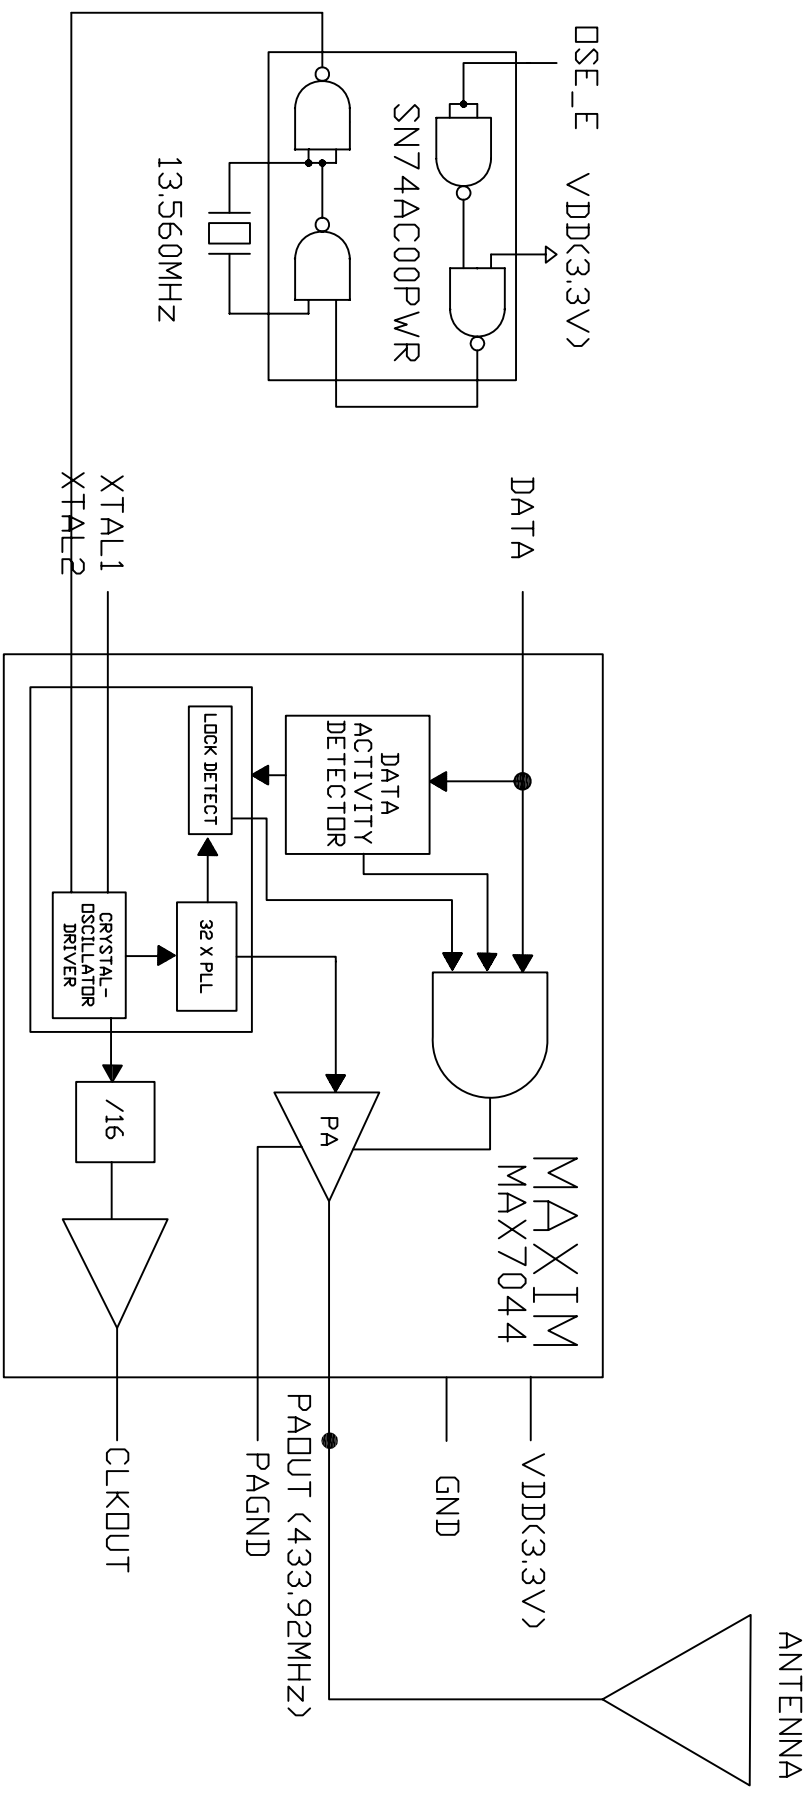 OSE_E
VDD(3.3V)
SN74AC00PWR
13.560MHz
DATA
XTAL1
XTAL2
DATA
ACTIVITY
DETECTOR
LOCK DETECT
32 X PLL
CRYSTAL-
OSCILLATOR
DRIVER
/16
PA
MAXIM
MAX7044
VDD(3.3V)
GND
PAOUT (433.92MHz)
PAGND
CLKOUT
ANTENNA